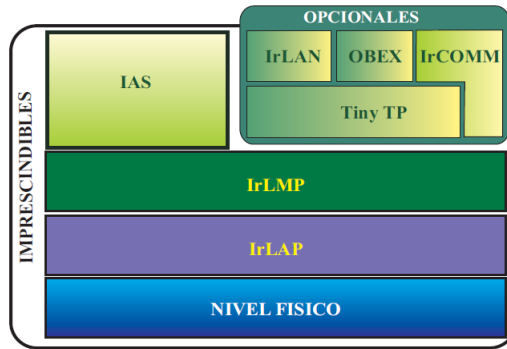 OPCIONALES
IMPRESCINDIBLES
IAS
IrLAN
OBEX
IrCOMM
Tiny TP
IrLMP
IrLAP
NIVEL FISICO